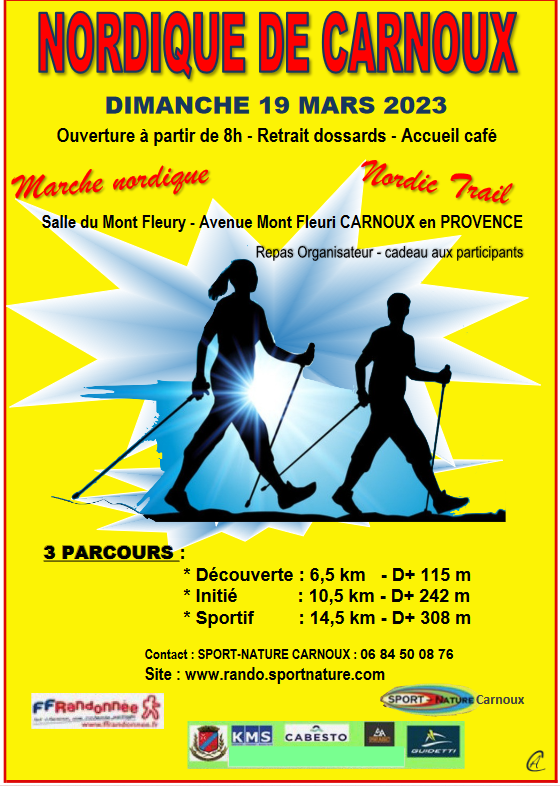 NORDIQUE DE CARNOUX
DIMANCHE 19 MARS 2023
Ouverture à partir de 8h - Retrait dossards - Accueil café
Marche nordique
Nordic Trail
Salle du Mont Fleury - Avenue Mont Fleuri CARNOUX en PROVENCE
Repas Organisateur - cadeau aux participants
3 PARCOURS :
* Découverte : 6,5 km - D+ 115 m
* Initié : 10,5 km - D+ 242 m
* Sportif : 14,5 km - D+ 308 m
Contact : SPORT-NATURE CARNOUX : 06 84 50 08 76
Site : www.rando.sportnature.com
FFRandonnée
www.ffrandonnee.fr
SPORT NATURE Carnoux
KMS
CABESTO
GUIDETTI